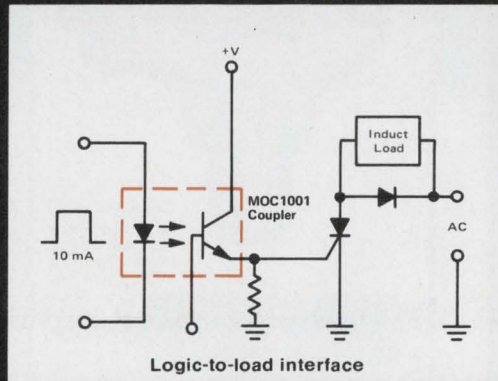 +V
Induct
Load
MOC1001
Coupler
AC
10 mA
Logic-to-load interface